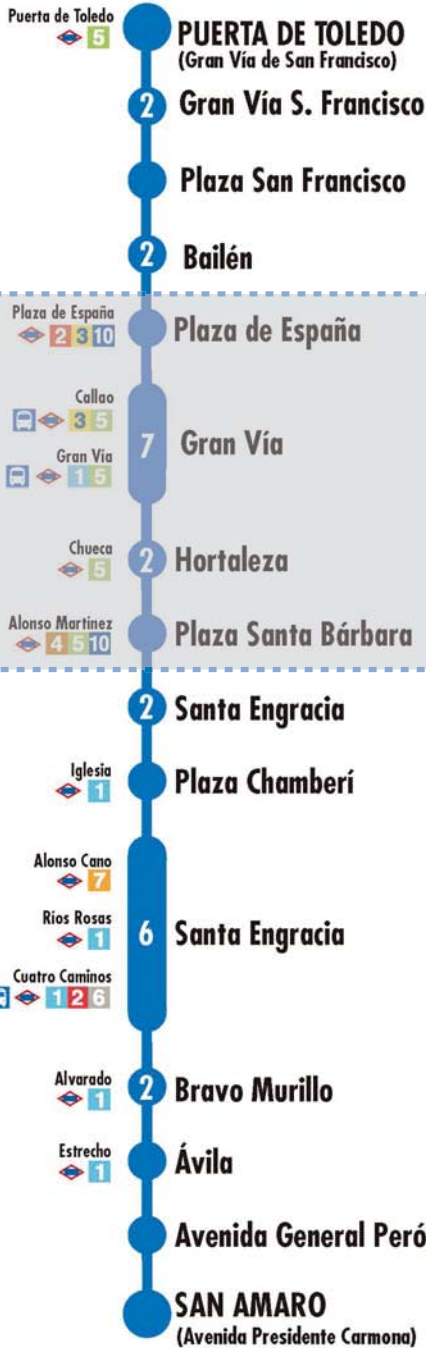 Puerta de Toledo
5
PUERTA DE TOLEDO
(Gran Vía de San Francisco)
2
Gran Vía S. Francisco
Plaza San Francisco
2
Bailén
Plaza de España
2 3 10
Plaza de España
Callao
3 5
7
Gran Vía
Gran Vía
1 5
Chueca
5
2
Hortaleza
Alonso Martínez
4 5 10
Plaza Santa Bárbara
2
Santa Engracia
Iglesia
1
Plaza Chamberí
Alonso Cano
7
Ríos Rosas
1
6
Santa Engracia
Cuatro Caminos
1 2 6
Alvarado
1
2
Bravo Murillo
Estrecho
1
Ávila
Avenida General Peró
SAN AMARO
(Avenida Presidente Carmona)